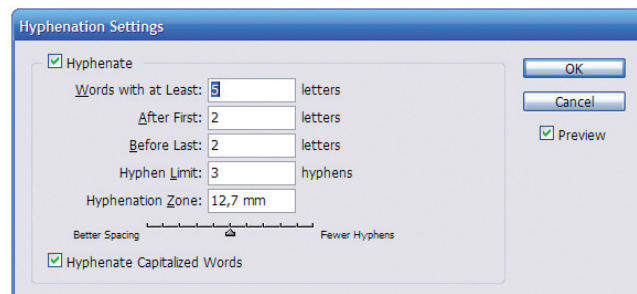 Hyphenation Settings
Hyphenate
Words with at Least: 5 letters
After First: 2 letters
Before Last: 2 letters
Hyphen Limit: 3 hyphens
Hyphenation Zone: 12,7 mm
Better Spacing Fewer Hyphens
Hyphenate Capitalized Words
OK
Cancel
Preview